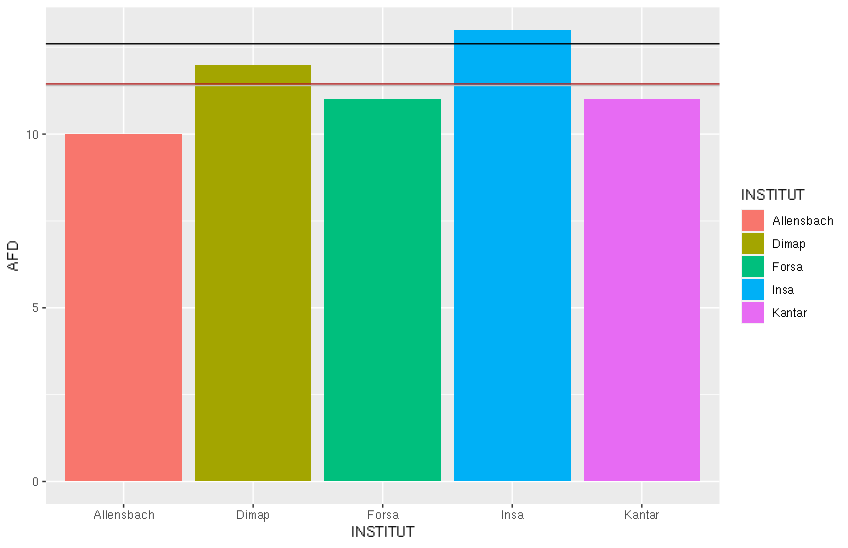 AFD
10
5
0
Allensbach Dimap Forsa Insa Kantar
INSTITUT
INSTITUT
Allensbach
Dimap
Forsa
Insa
Kantar